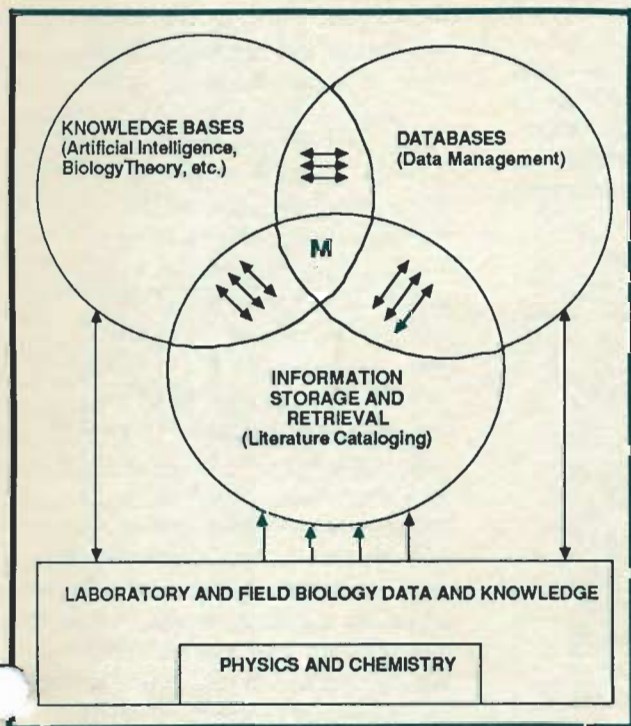 KNOWLEDGE BASES
(Artificial Intelligence,
BiologyTheory, etc.)
DATABASES
(Data Management)
M
INFORMATION
STORAGE AND
RETRIEVAL
(Literature Cataloging)
LABORATORY AND FIELD BIOLOGY DATA AND KNOWLEDGE
PHYSICS AND CHEMISTRY